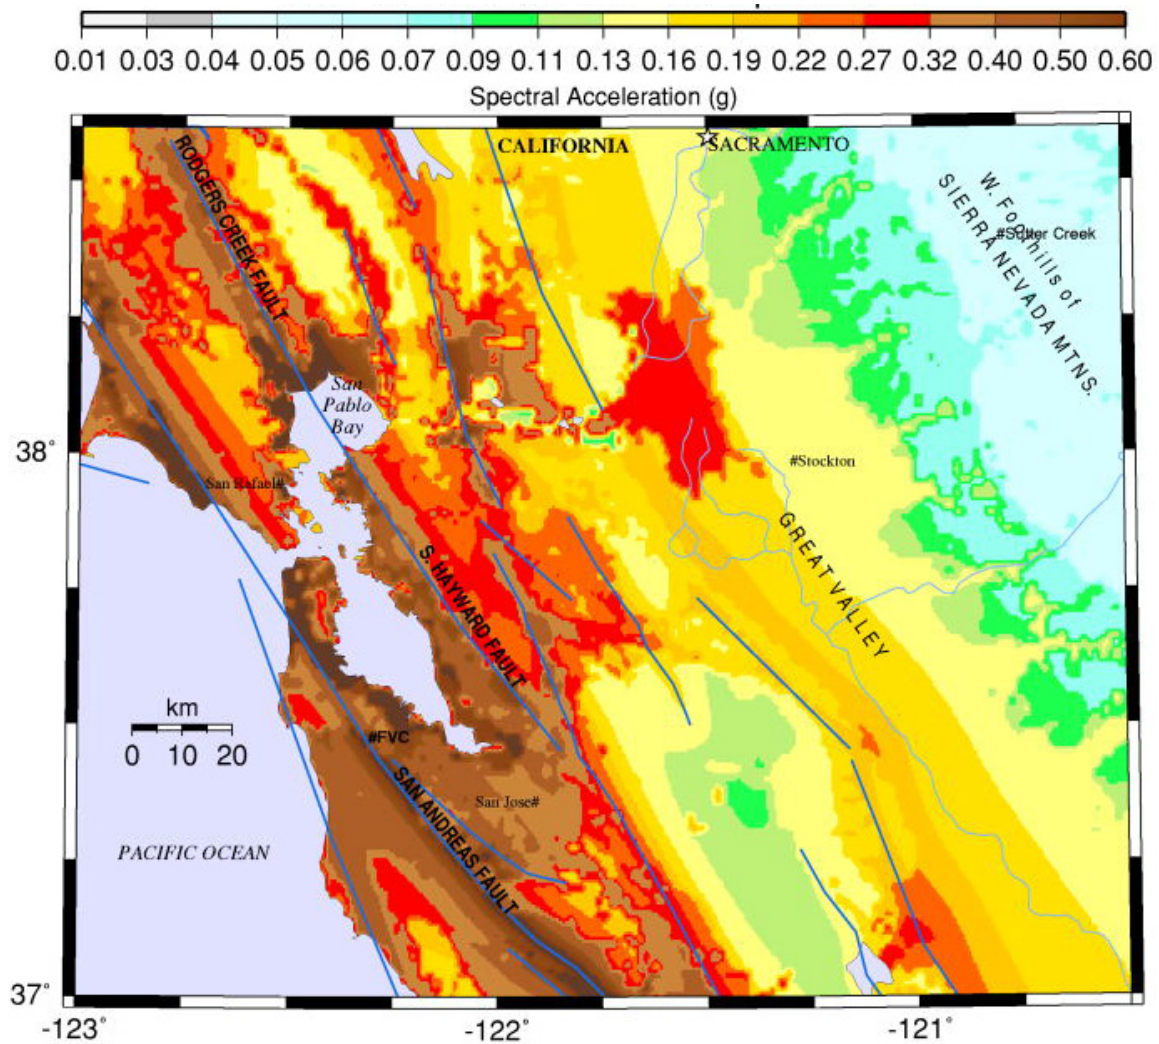 0.01 0.03 0.04 0.05 0.06 0.07 0.09 0.11 0.13 0.16 0.19 0.22 0.27 0.32 0.40 0.50 0.60
Spectral Acceleration (g)
CALIFORNIA
SACRAMENTO
RODGERS CREEK FAULT
W. Foothills of
SIERRA NEVADA MTNS.
#Sutter Creek
San
Pablo
Bay
38˚
#Stockton
San Rafael#
GREAT VALLEY
S. HAYWARD FAULT
km
0 10 20
#FVC
SAN ANDREAS FAULT
San Jose#
PACIFIC OCEAN
37˚
-123˚
-122˚
-121˚